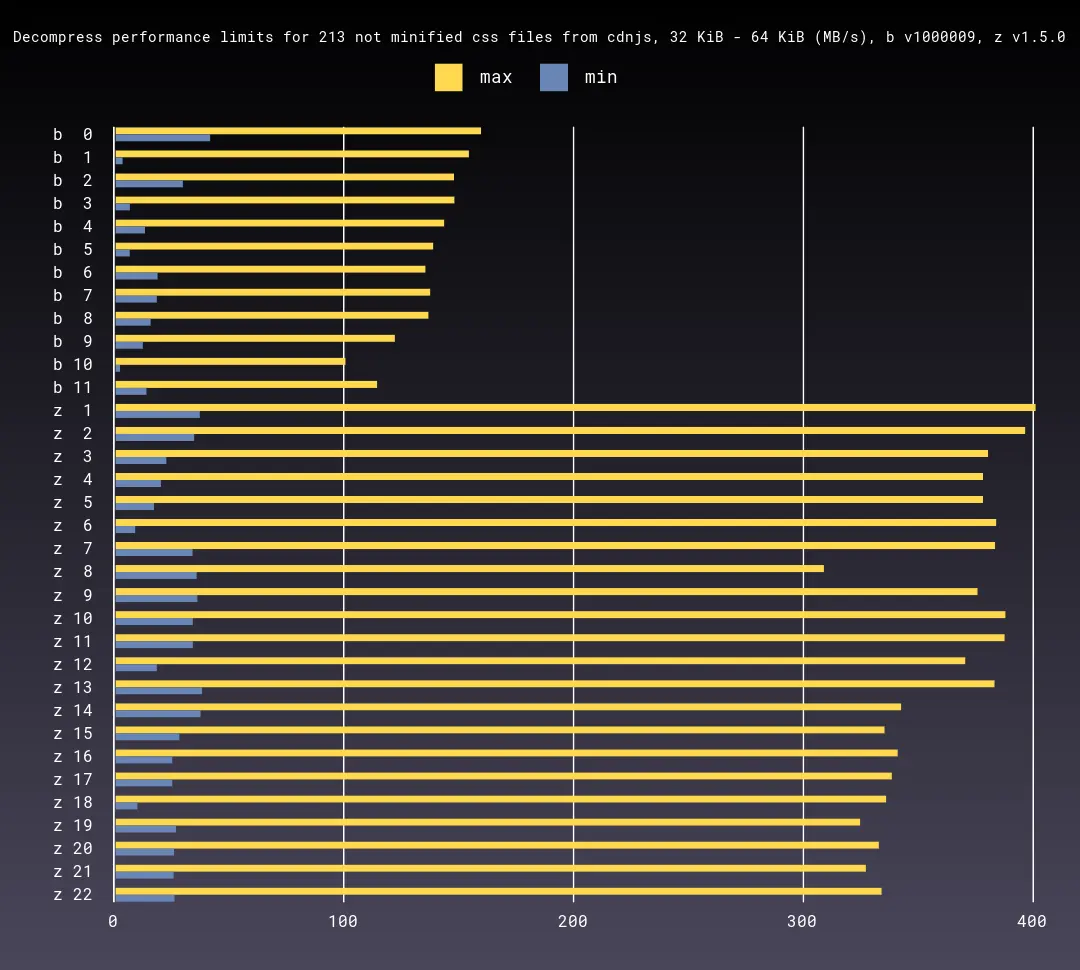 Decompress performance limits for 213 not minified css files from cdnjs, 32 KiB - 64 KiB (MB/s), b v1000009, z v1.5.0
max min
b 0
b 1
b 2
b 3
b 4
b 5
b 6
b 7
b 8
b 9
b 10
b 11
z 1
z 2
z 3
z 4
z 5
z 6
z 7
z 8
z 9
z 10
z 11
z 12
z 13
z 14
z 15
z 16
z 17
z 18
z 19
z 20
z 21
z 22
0 100 200 300 400